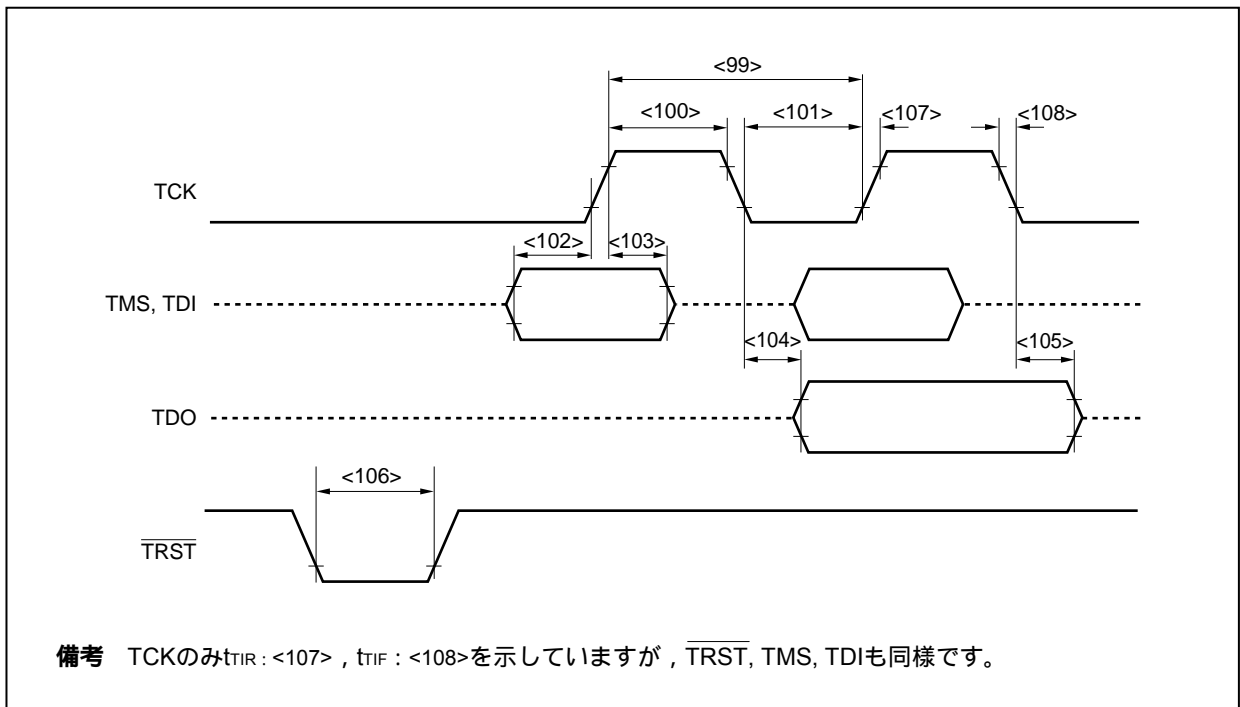 <99>
<100> <101> <107> <108>
TCK
<102> <103>
TMS, TDI
<104> <105>
TDO
<106>
TRST
備考 TCKのみtTIR : <107> , tTIF : <108>を示していますが , TRST, TMS, TDIも同様です。